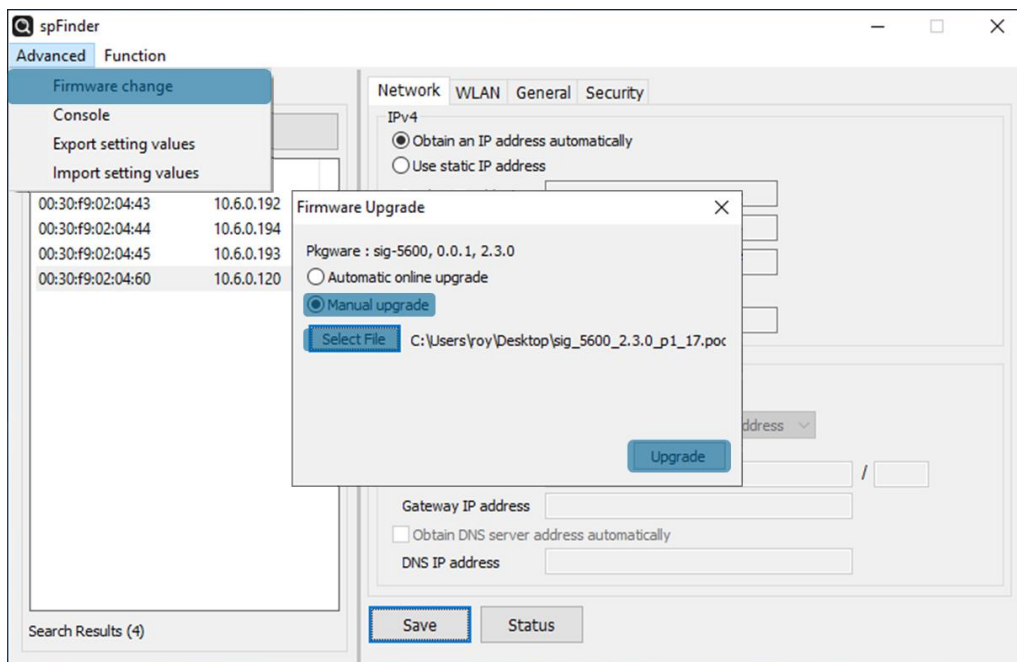 spFinder
Advanced Function
Firmware change
Console
Export setting values
Import setting values
00:30:f9:02:04:43 10.6.0.192
00:30:f9:02:04:44 10.6.0.194
00:30:f9:02:04:45 10.6.0.193
00:30:f9:02:04:60 10.6.0.120
Search Results (4)
Network WLAN General Security
IPv4
Obtain an IP address automatically
Use static IP address
Firmware Upgrade
Pkgware : sig-5600, 0.0.1, 2.3.0
Automatic online upgrade
Manual upgrade
Select File C:\Users\roy\Desktop\sig_5600_2.3.0_p1_17.poc
Upgrade
ddress
/
Gateway IP address
Obtain DNS server address automatically
DNS IP address
Save Status